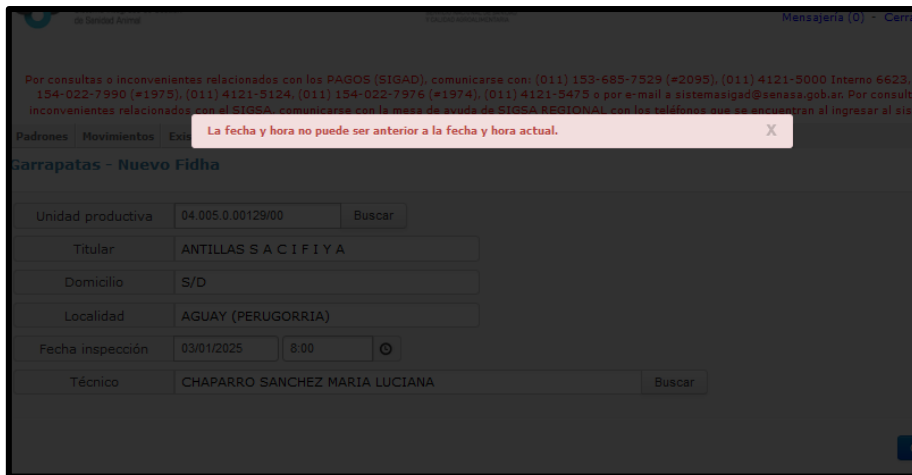 de Sanidad Animal
Mensajería (0) - Cerra
Por consultas o inconvenientes relacionados con los PAGOS (SIGAD), comunicarse con: (011) 153-685-7529 (#2095), (011) 4121-5000 Interno 6623.
154-022-7990 (#1975), (011) 4121-5124, (011) 154-022-7976 (#1974), (011) 4121-5475 o por e-mail a sistemasigad@senasa.gob.ar. Por consult
inconvenientes relacionados con el SIGSA, comunicarse con la mesa de ayuda de SIGSA REGIONAL con los teléfonos que se encuentran al ingresar al sis
La fecha y hora no puede ser anterior a la fecha y hora actual. X
Padrones Movimientos Exis
Garrapatas - Nuevo Fidha
Unidad productiva 04.005.0.00129/00 Buscar
Titular ANTILLAS S A C I F I Y A
Domicilio S/D
Localidad AGUAY (PERUGORRIA)
Fecha inspección 03/01/2025 8:00
Técnico CHAPARRO SANCHEZ MARIA LUCIANA Buscar